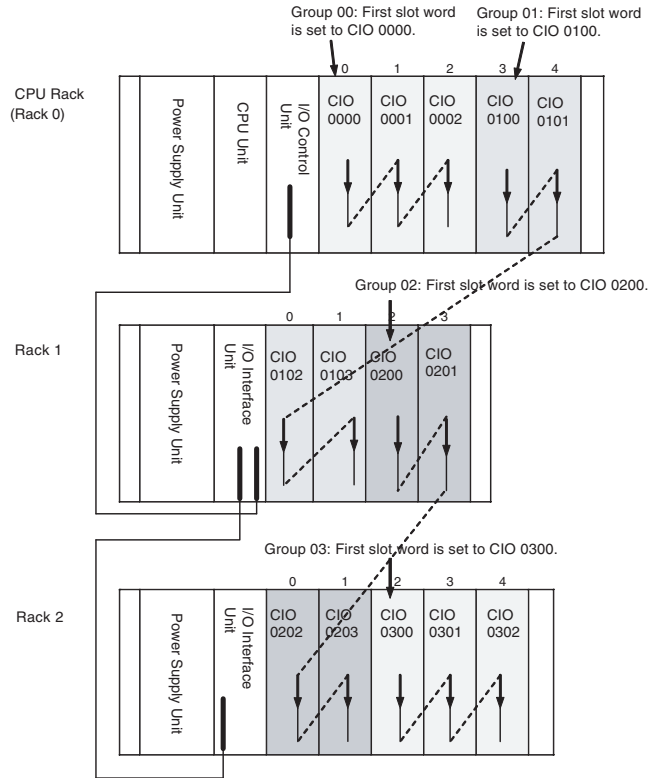 Group 00: First slot word
is set to CIO 0000.
Group 01: First slot word
is set to CIO 0100.
CPU Rack
(Rack 0)
0 1 2 3 4
Power Supply Unit
CPU Unit
I/O Control
Unit
CIO
0000
CIO
0001
CIO
0002
CIO
0100
CIO
0101
Group 02: First slot word is set to CIO 0200.
Rack 1
0 1 2 3
Power Supply Unit
I/O Interface
Unit
CIO
0102
CIO
0103
CIO
0200
CIO
0201
Group 03: First slot word is set to CIO 0300.
Rack 2
0 1 2 3 4
Power Supply Unit
I/O Interface
Unit
CIO
0202
CIO
0203
CIO
0300
CIO
0301
CIO
0302